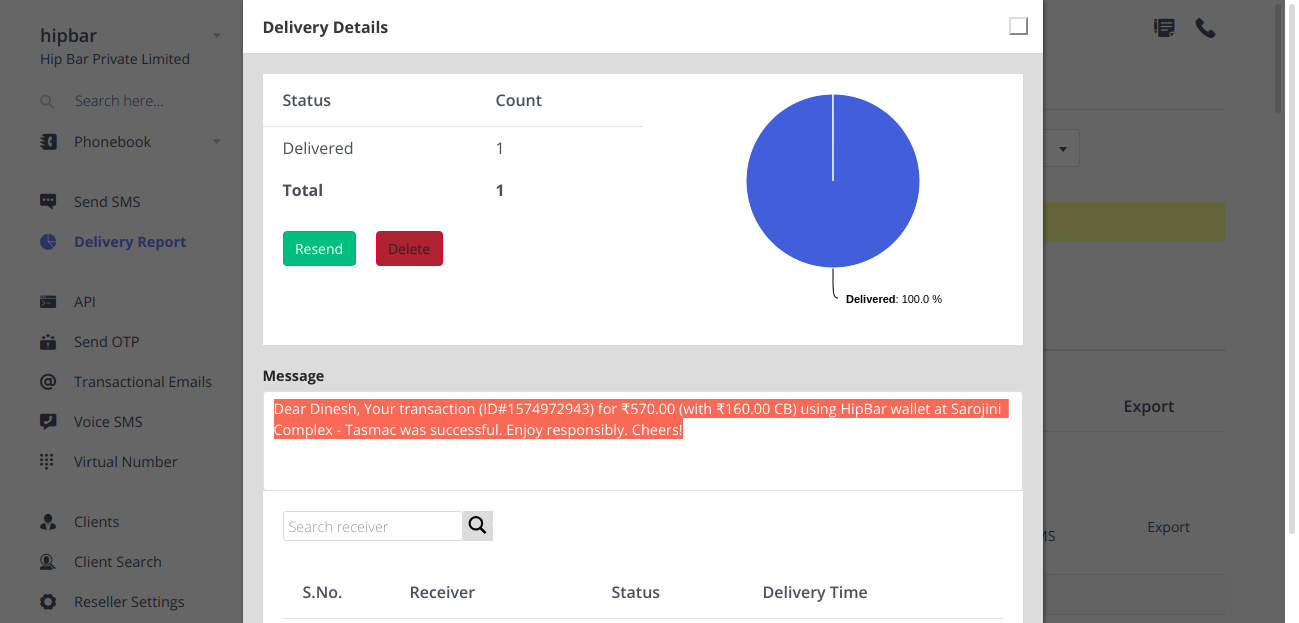 hipbar
Hip Bar Private Limited
Search here...
Phonebook
Send SMS
Delivery Report
API
Send OTP
Transactional Emails
Voice SMS
Virtual Number
Clients
Client Search
Reseller Settings
Delivery Details
Status Count
Delivered 1
Total 1
Resend Delete
Delivered: 100.0 %
Message
Dear Dinesh, Your transaction (ID#1574972943) for ₹570.00 (with ₹160.00 CB) using HipBar wallet at Sarojini
Complex - Tasmac was successful. Enjoy responsibly. Cheers!
Search receiver
S.No. Receiver Status Delivery Time
Export
Export